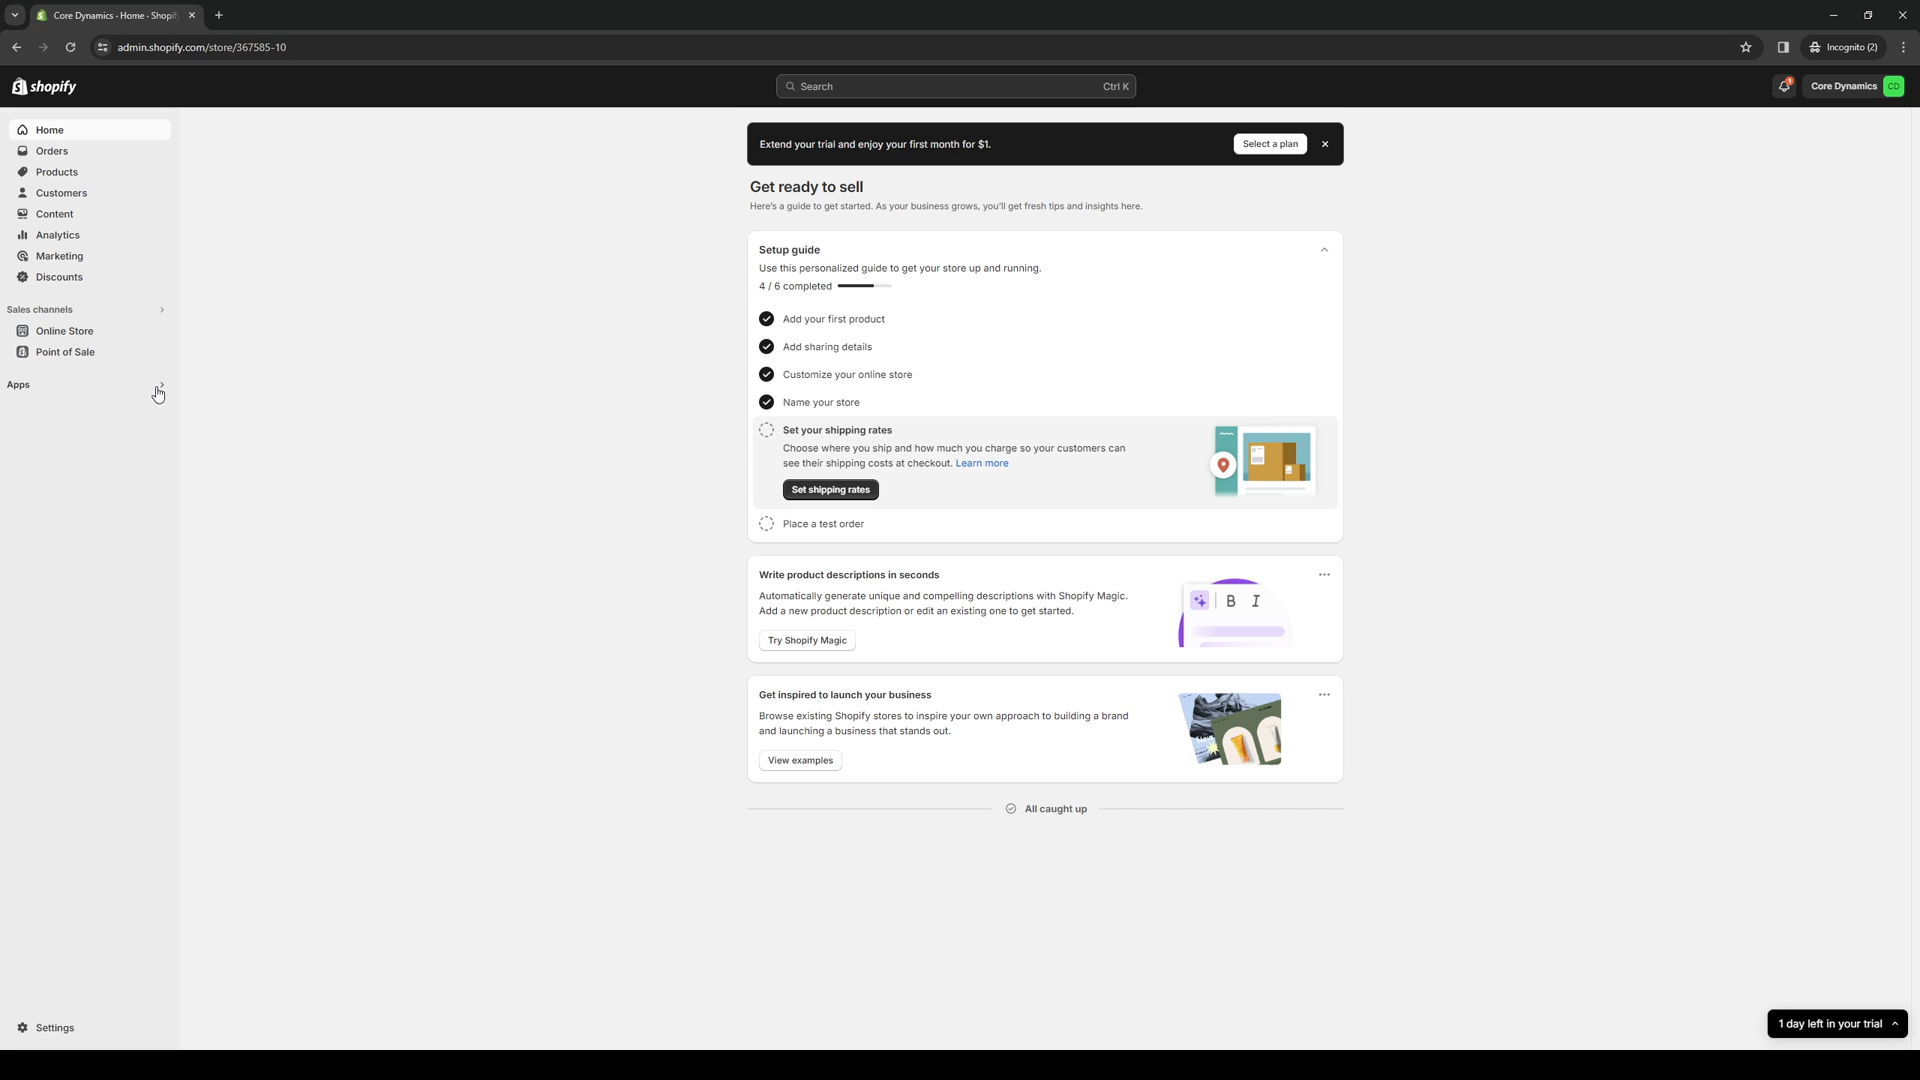 Core Dynamics · Home · Shopif
admin.shopify.com/store/367585-10
Incognito (2)
shopify
Search
Ctrl K
1
Core Dynamics
CD
Home
Orders
Products
Customers
Content
Analytics
Marketing
Discounts
Sales channels
Online Store
Point of Sale
Apps
Settings
Extend your trial and enjoy your first month for $1.
Select a plan
Get ready to sell
Here's a guide to get started. As your business grows, you'll get fresh tips and insights here.
Setup guide
Use this personalized guide to get your store up and running.
4 / 6 completed
Add your first product
Add sharing details
Customize your online store
Name your store
Set your shipping rates
Choose where you ship and how much you charge so your customers can
see their shipping costs at checkout. Learn more
Set shipping rates
Place a test order
Write product descriptions in seconds
Automatically generate unique and compelling descriptions with Shopify Magic.
Add a new product description or edit an existing one to get started.
Try Shopify Magic
B I
Get inspired to launch your business
Browse existing Shopify stores to inspire your own approach to building a brand
and launching a business that stands out.
View examples
All caught up
1 day left in your trial